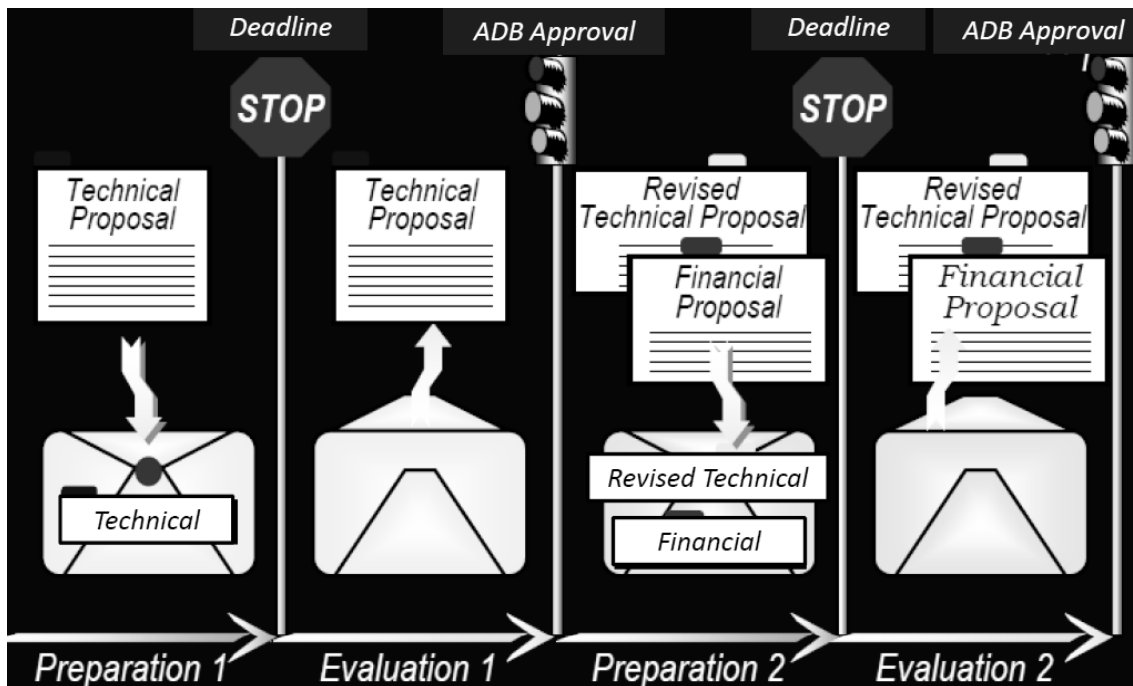 Deadline
ADB Approval
Deadline
ADB Approval
STOP
STOP
Technical
Proposal
Technical
Proposal
Revised
Technical Proposal
Revised
Technical Proposal
Financial
Proposal
Financial
Proposal
Revised Technical
Technical
Financial
Preparation 1
Evaluation 1
Preparation 2
Evaluation 2